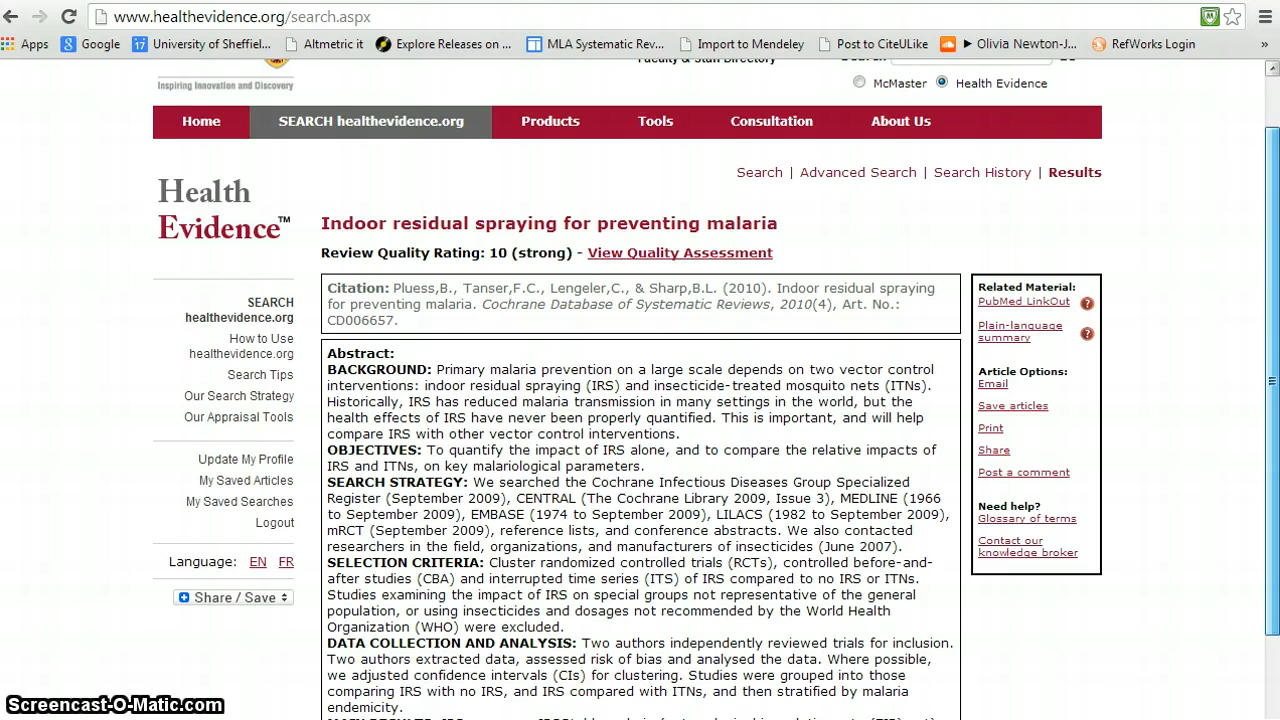 www.healthevidence.org/search.aspx
Apps Google University of Sheffiel... Altmetric it Explore Releases on ... MLA Systematic Rev... Import to Mendeley Post to CiteULike ▶ Olivia Newton-J... RefWorks Login »
Faculty & Staff Directory
Inspiring Innovation and Discovery
McMaster Health Evidence
Home SEARCH healthevidence.org Products Tools Consultation About Us
Search | Advanced Search | Search History | Results
Health
Evidence™
Indoor residual spraying for preventing malaria
Review Quality Rating: 10 (strong) - View Quality Assessment
Citation: Pluess,B., Tanser,F.C., Lengeler,C., & Sharp,B.L. (2010). Indoor residual spraying
for preventing malaria. Cochrane Database of Systematic Reviews, 2010(4), Art. No.:
CD006657.
Abstract:
BACKGROUND: Primary malaria prevention on a large scale depends on two vector control
interventions: indoor residual spraying (IRS) and insecticide-treated mosquito nets (ITNs).
Historically, IRS has reduced malaria transmission in many settings in the world, but the
health effects of IRS have never been properly quantified. This is important, and will help
compare IRS with other vector control interventions.
OBJECTIVES: To quantify the impact of IRS alone, and to compare the relative impacts of
IRS and ITNs, on key malariological parameters.
SEARCH STRATEGY: We searched the Cochrane Infectious Diseases Group Specialized
Register (September 2009), CENTRAL (The Cochrane Library 2009, Issue 3), MEDLINE (1966
to September 2009), EMBASE (1974 to September 2009), LILACS (1982 to September 2009),
mRCT (September 2009), reference lists, and conference abstracts. We also contacted
researchers in the field, organizations, and manufacturers of insecticides (June 2007).
SELECTION CRITERIA: Cluster randomized controlled trials (RCTs), controlled before-and-
after studies (CBA) and interrupted time series (ITS) of IRS compared to no IRS or ITNs.
Studies examining the impact of IRS on special groups not representative of the general
population, or using insecticides and dosages not recommended by the World Health
Organization (WHO) were excluded.
DATA COLLECTION AND ANALYSIS: Two authors independently reviewed trials for inclusion.
Two authors extracted data, assessed risk of bias and analysed the data. Where possible,
we adjusted confidence intervals (CIs) for clustering. Studies were grouped into those
comparing IRS with no IRS, and IRS compared with ITNs, and then stratified by malaria
endemicity.
Related Material:
PubMed LinkOut ?
Plain-language
summary ?
Article Options:
Email
Save articles
Print
Share
Post a comment
Need help?
Glossary of terms
Contact our
knowledge broker
SEARCH
healthevidence.org
How to Use
healthevidence.org
Search Tips
Our Search Strategy
Our Appraisal Tools
Update My Profile
My Saved Articles
My Saved Searches
Logout
Language: EN FR
Share / Save
Screencast-O-Matic.com